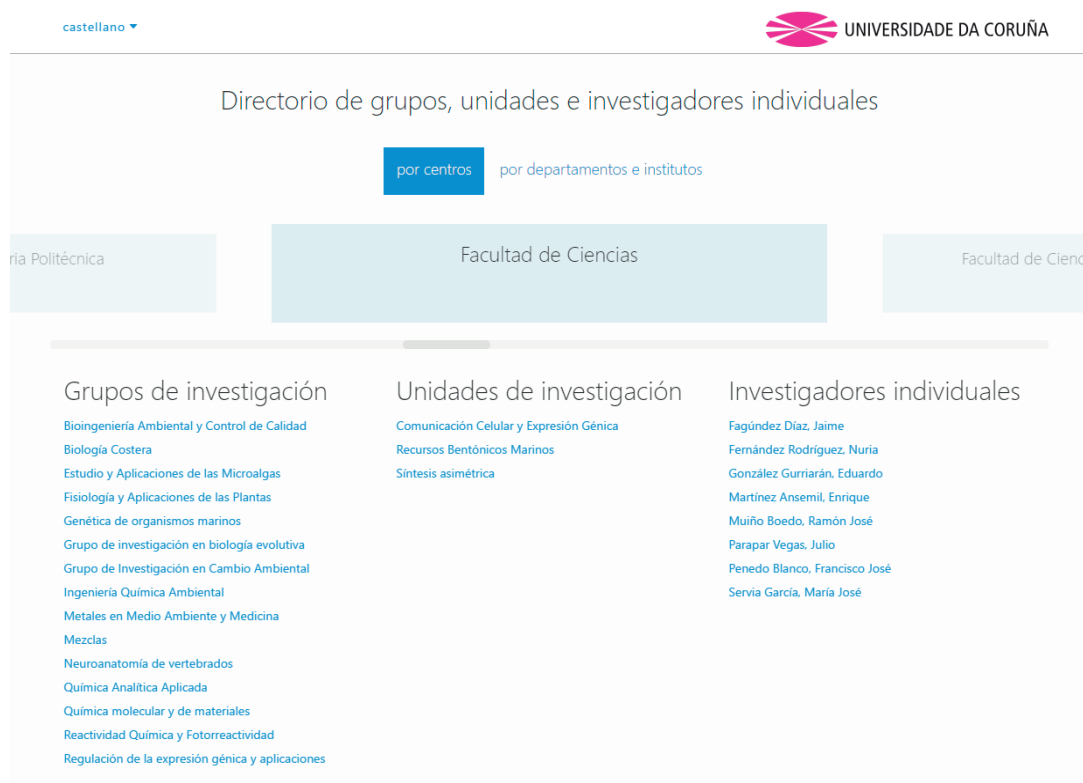 castellano
UNIVERSIDADE DA CORUÑA
Directorio de grupos, unidades e investigadores individuales
por centros
por departamentos e institutos
ría Politécnica
Facultad de Ciencias
Facultad de Cienc
Grupos de investigación
Bioingeniería Ambiental y Control de Calidad
Biología Costera
Estudio y Aplicaciones de las Microalgas
Fisiología y Aplicaciones de las Plantas
Genética de organismos marinos
Grupo de investigación en biología evolutiva
Grupo de Investigación en Cambio Ambiental
Ingeniería Química Ambiental
Metales en Medio Ambiente y Medicina
Mezclas
Neuroanatomía de vertebrados
Química Analítica Aplicada
Química molecular y de materiales
Reactividad Química y Fotorreactividad
Regulación de la expresión génica y aplicaciones
Unidades de investigación
Comunicación Celular y Expresión Génica
Recursos Bentónicos Marinos
Síntesis asimétrica
Investigadores individuales
Fagúndez Díaz, Jaime
Fernández Rodríguez, Nuria
González Gurriarán, Eduardo
Martínez Ansemil, Enrique
Muiño Boedo, Ramón José
Parapar Vegas, Julio
Penedo Blanco, Francisco José
Servia García, María José